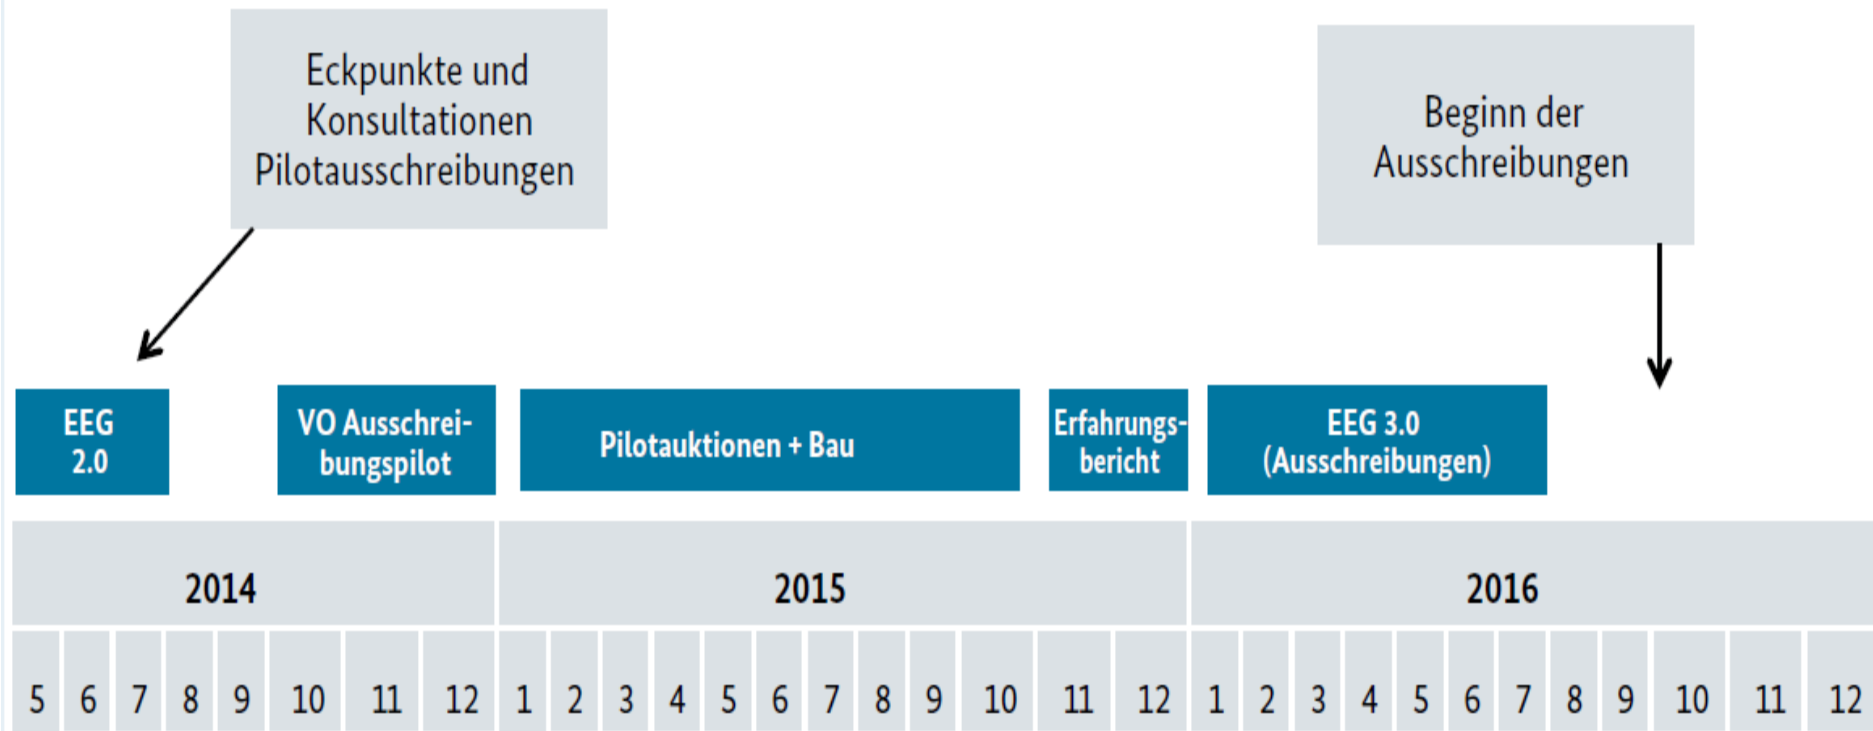 Eckpunkte und
Konsultationen
Pilotausschreibungen
Beginn der
Ausschreibungen
EEG
2.0
VO Ausschrei-
bungspilot
Pilotauktionen + Bau
Erfahrungs-
bericht
EEG 3.0
(Ausschreibungen)
2014 2015 2016
5 6 7 8 9 10 11 12 1 2 3 4 5 6 7 8 9 10 11 12 1 2 3 4 5 6 7 8 9 10 11 12